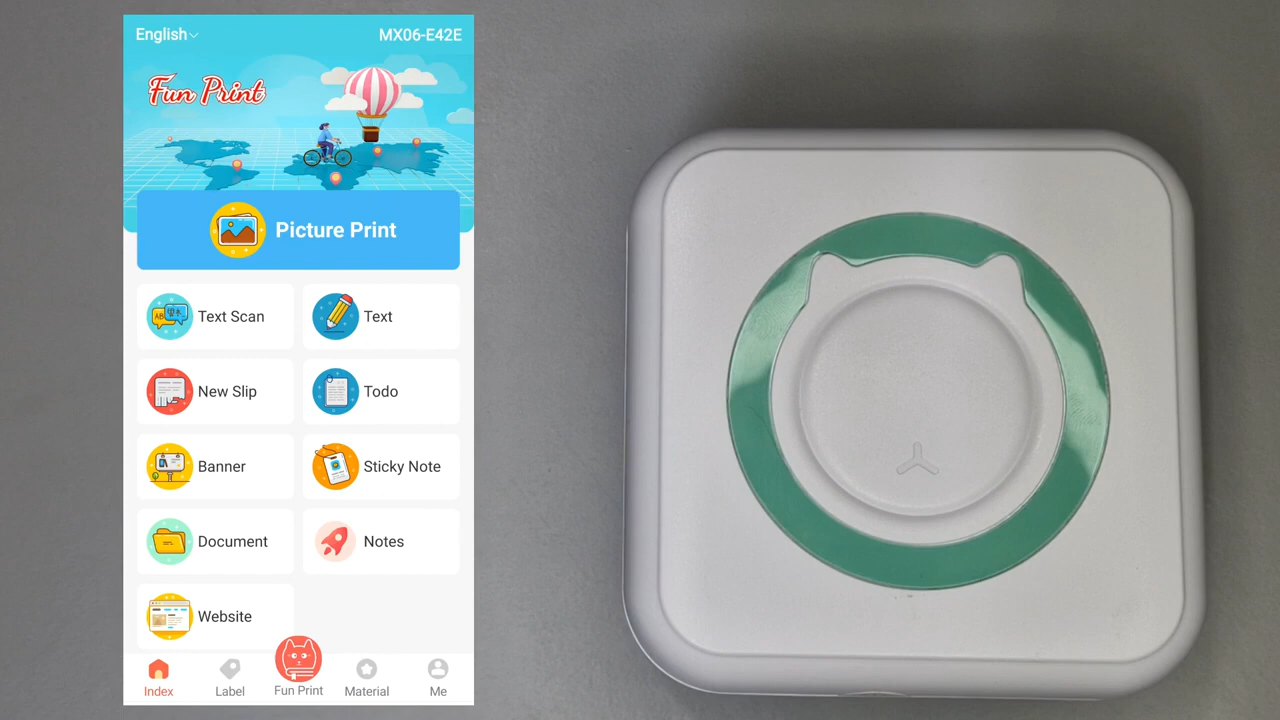 English
MX06-E42E
Fun Print
Picture Print
Text Scan
Text
New Slip
Todo
Banner
Sticky Note
Document
Notes
Website
Index
Label
Fun Print
Material
Me